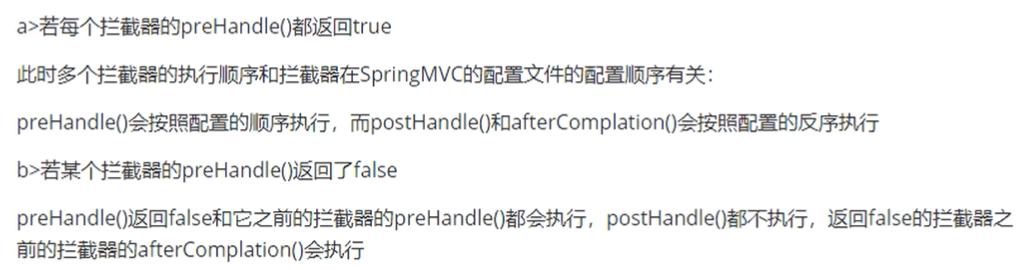 a>若每个拦截器的preHandle()都返回true
此时多个拦截器的执行顺序和拦截器在SpringMVC的配置文件的配置顺序有关：
preHandle()会按照配置的顺序执行，而postHandle()和afterComplation()会按照配置的反序执行
b>若某个拦截器的preHandle()返回了false
preHandle()返回false和它之前的拦截器的preHandle()都会执行，postHandle()都不执行，返回false的拦截器之
前的拦截器的afterComplation()会执行